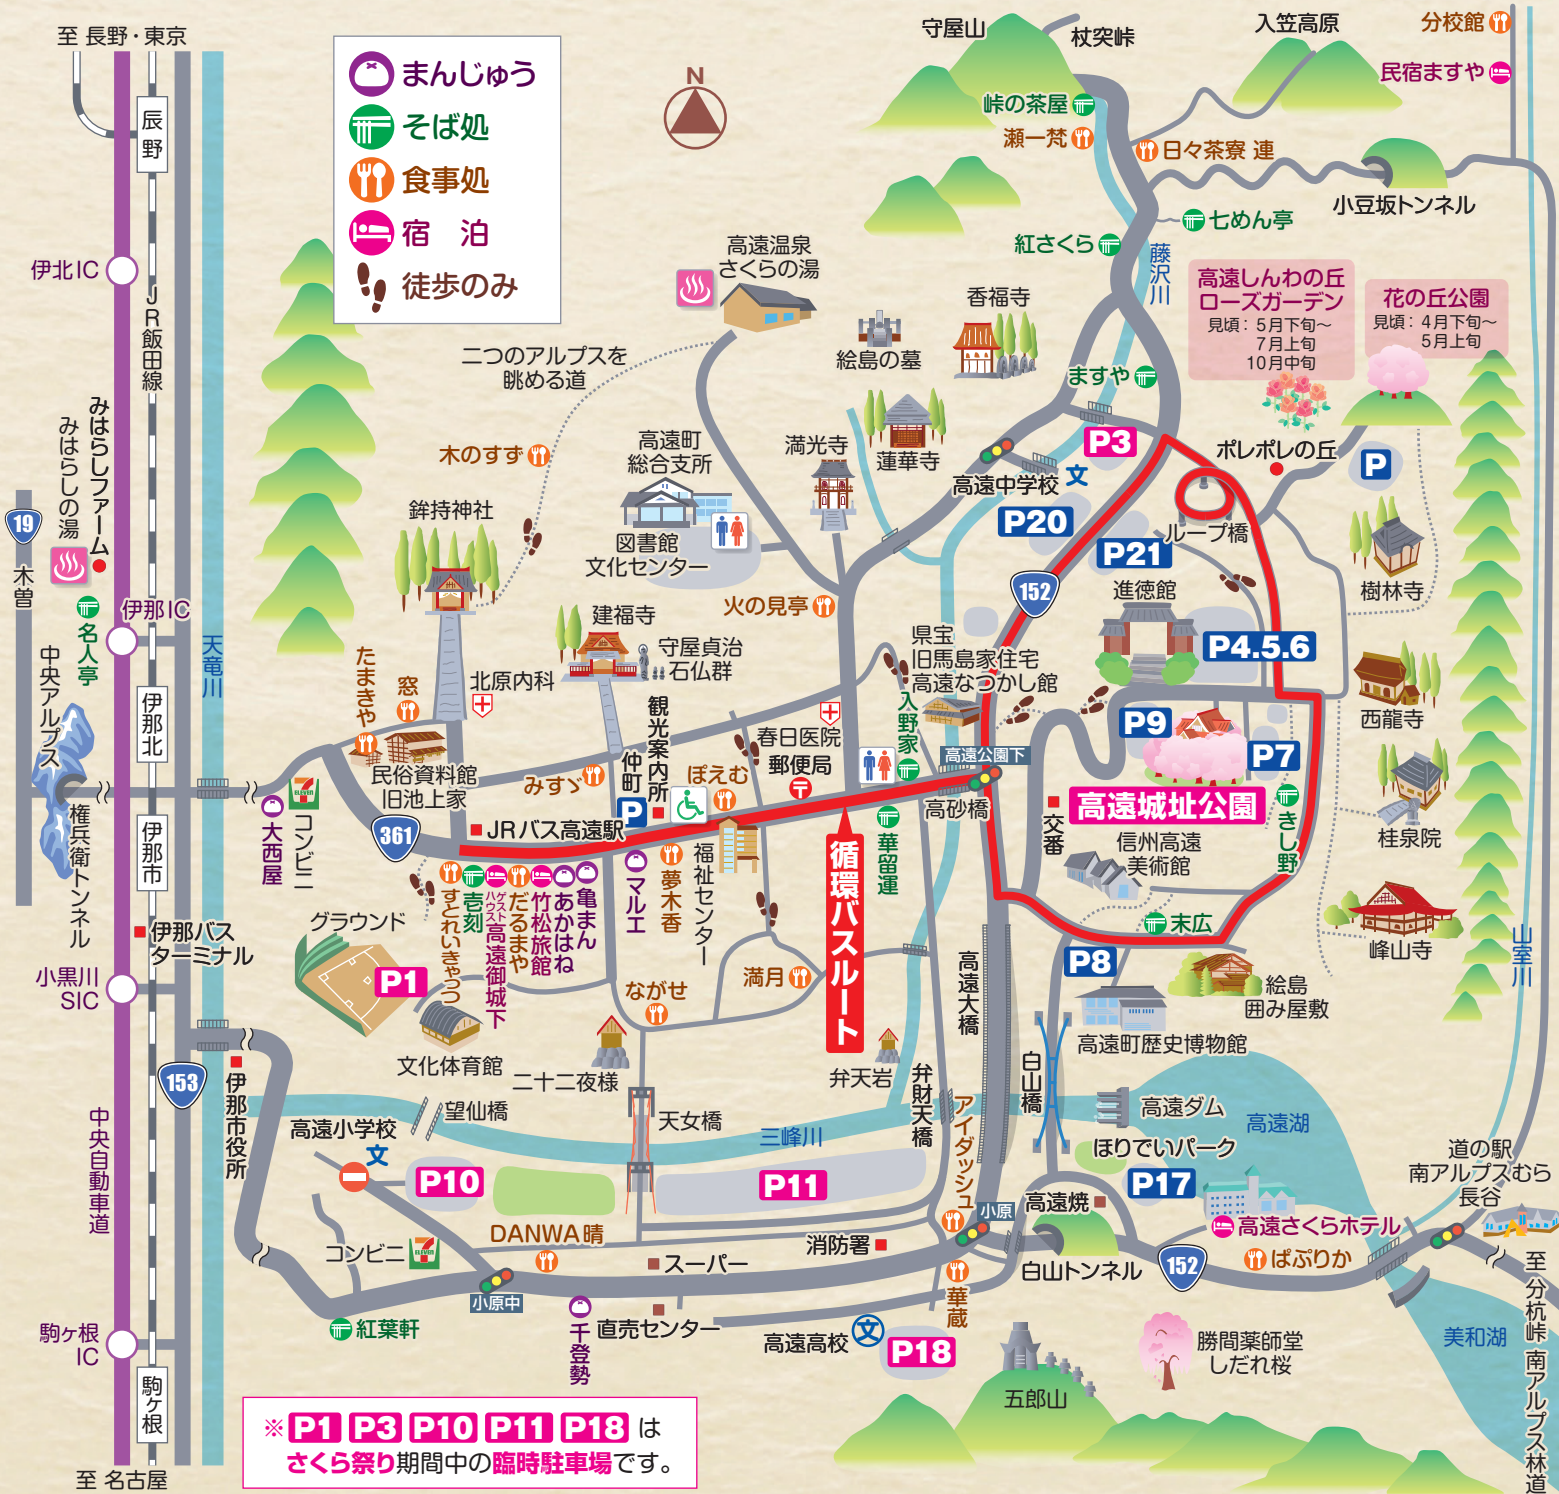 至 長野・東京
まんじゅう
そば処
食事処
宿　泊
徒歩のみ
N
守屋山
杖突峠
入笠高原
分校館
民宿ますや
峠の茶屋
瀬一梵
日々茶寮 連
小豆坂トンネル
七めん亭
紅さくら
藤沢川
高遠しんわの丘
ローズガーデン
見頃：5月下旬～
7月上旬
10月中旬
花の丘公園
見頃：4月下旬～
5月上旬
辰野
伊北IC
JR飯田線
高遠温泉
さくらの湯
香福寺
絵島の墓
二つのアルプスを
眺める道
ますや
P3
ポレポレの丘
P
みはらしファーム
みはらしの湯
木のすず
高遠町
総合支所
満光寺
蓮華寺
高遠中学校
文
P20
P21
ループ橋
19
木曽
鉾持神社
図書館
文化センター
152
進徳館
樹林寺
名人亭
伊那IC
天竜川
火の見亭
建福寺
守屋貞治
石仏群
県宝
旧馬島家住宅
高遠なつかし館
P4.5.6
中央アルプス
伊那北
たまきや
窓
北原内科
観光案内所
春日医院
郵便局
入野家
高遠公園下
P9
P7
西龍寺
民俗資料館
旧池上家
みすゞ
仲町
P
ぽえむ
高砂橋
交番
高遠城址公園
きし野
桂泉院
権兵衛トンネル
伊那市
大西屋
ELEVEN
コンビニ
361
JRバス高遠駅
華留運
信州高遠
美術館
循環バスルート
すとれいきゃっつ
壱刻
ゲストハウス高遠御城下
だるまや
竹松旅館
あかはね
亀まん
マルエ
夢木香
福祉センター
末広
伊那バス
ターミナル
グラウンド
P1
満月
高遠大橋
P8
峰山寺
山室川
小黒川
SIC
ながせ
絵島
囲み屋敷
文化体育館
二十二夜様
弁天岩
弁財天橋
白山橋
高遠町歴史博物館
153
伊那市役所
望仙橋
天女橋
三峰川
アイダッシュ
高遠ダム
高遠湖
中央自動車道
高遠小学校
文
P10
P11
ほりでいパーク
P17
道の駅
南アルプスむら
長谷
高遠焼
小原
高遠さくらホテル
DANWA晴
コンビニ
ELEVEN
スーパー
消防署
白山トンネル
152
ぱぷりか
至 分杭峠 南アルプス林道
小原中
紅葉軒
千登勢
直売センター
華蔵
高遠高校
文
P18
五郎山
勝間薬師堂
しだれ桜
美和湖
駒ヶ根
IC
駒ヶ根
※P1 P3 P10 P11 P18 は
さくら祭り期間中の臨時駐車場です。
至 名古屋